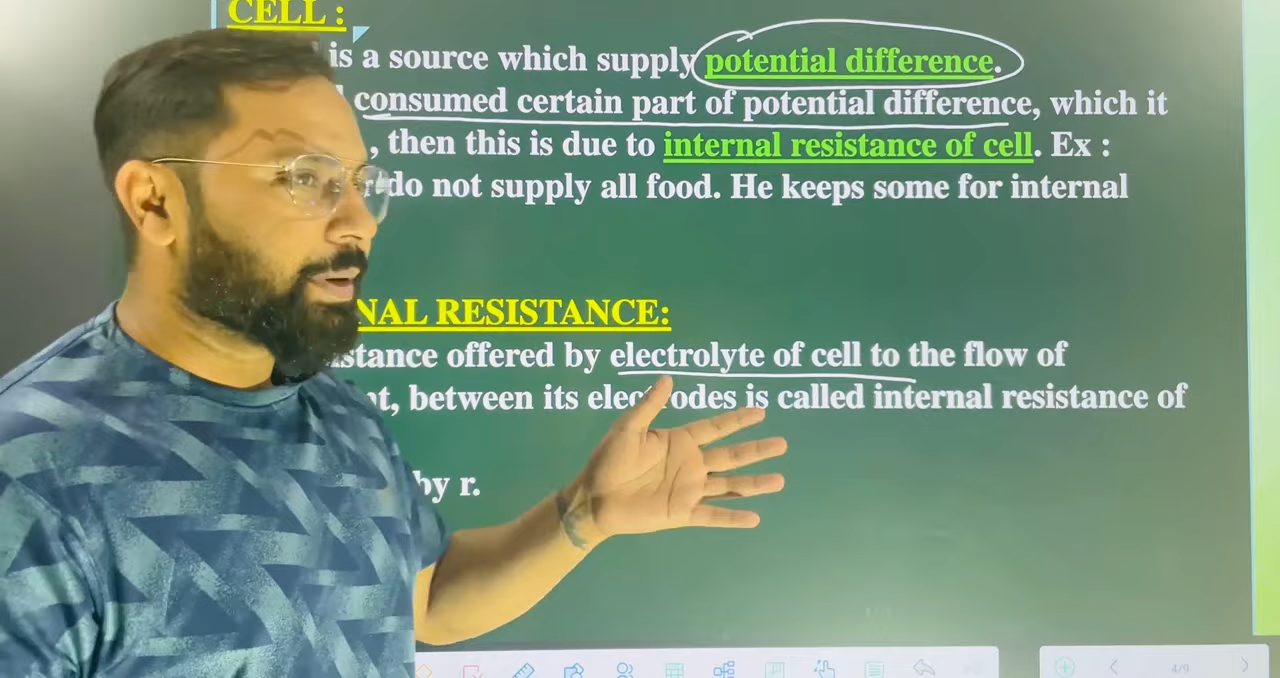 CELL :
is a source which supply potential difference.
consumed certain part of potential difference, which it
, then this is due to internal resistance of cell. Ex :
do not supply all food. He keeps some for internal
NAL RESISTANCE:
stance offered by electrolyte of cell to the flow of
nt, between its electrodes is called internal resistance of
by r.
4/9